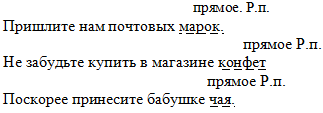 прямое. Р.п.
Пришлите нам почтовых марок.
прямое Р.п.
Не забудьте купить в магазине конфет
прямое Р.п.
Поскорее принесите бабушке чая.